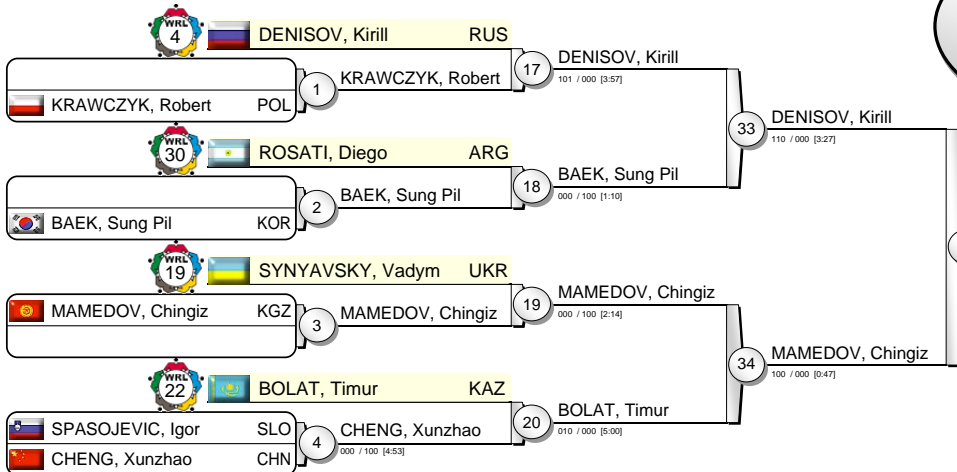 WRL
4
DENISOV, Kirill RUS
1
KRAWCZYK, Robert
KRAWCZYK, Robert POL
17
DENISOV, Kirill
101 / 000 [3:57]
WRL
30
ROSATI, Diego ARG
2
BAEK, Sung Pil
BAEK, Sung Pil KOR
18
BAEK, Sung Pil
000 / 100 [1:10]
33
DENISOV, Kirill
110 / 000 [3:27]
WRL
19
SYNYAVSKY, Vadym UKR
MAMEDOV, Chingiz KGZ
3
MAMEDOV, Chingiz
19
MAMEDOV, Chingiz
000 / 100 [2:14]
WRL
22
BOLAT, Timur KAZ
SPASOJEVIC, Igor SLO
4
CHENG, Xunzhao
000 / 100 [4:53]
CHENG, Xunzhao CHN
20
BOLAT, Timur
010 / 000 [5:00]
34
MAMEDOV, Chingiz
100 / 000 [0:47]